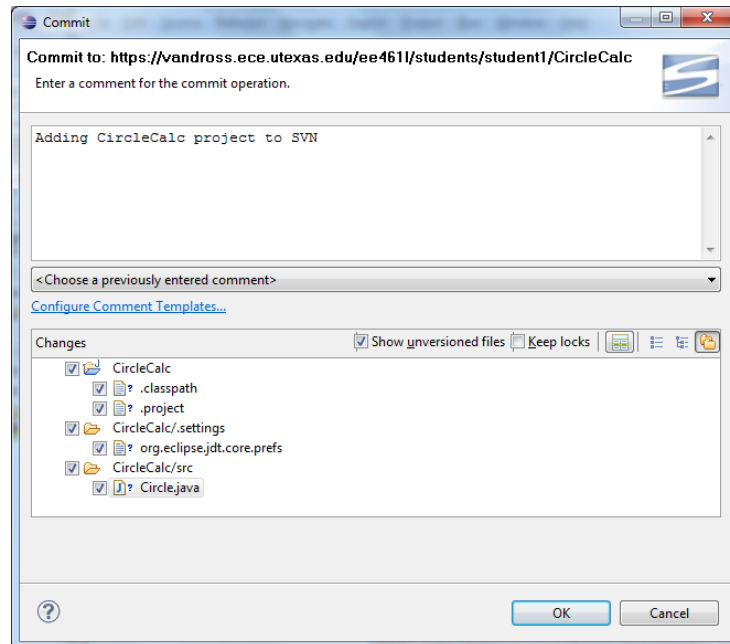 Commit
Commit to: https://vandross.ece.utexas.edu/ee461l/students/student1/CircleCalc
Enter a comment for the commit operation.
Adding CircleCalc project to SVN
<Choose a previously entered comment>
Configure Comment Templates...
Changes Show unversioned files Keep locks
CircleCalc
.classpath
.project
CircleCalc/.settings
org.eclipse.jdt.core.prefs
CircleCalc/src
Circle.java
OK Cancel